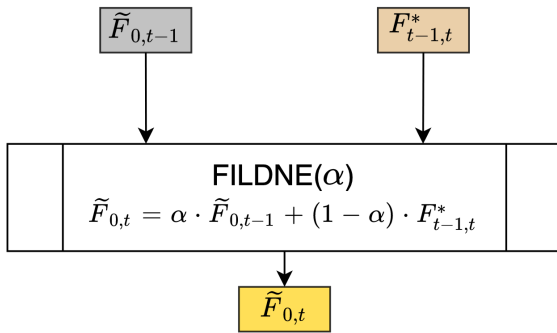 F̃₀,ₜ₋₁
F*ₜ₋₁,ₜ
FILDNE(α)
F̃₀,ₜ = α · F̃₀,ₜ₋₁ + (1 − α) · F*ₜ₋₁,ₜ
F̃₀,ₜ